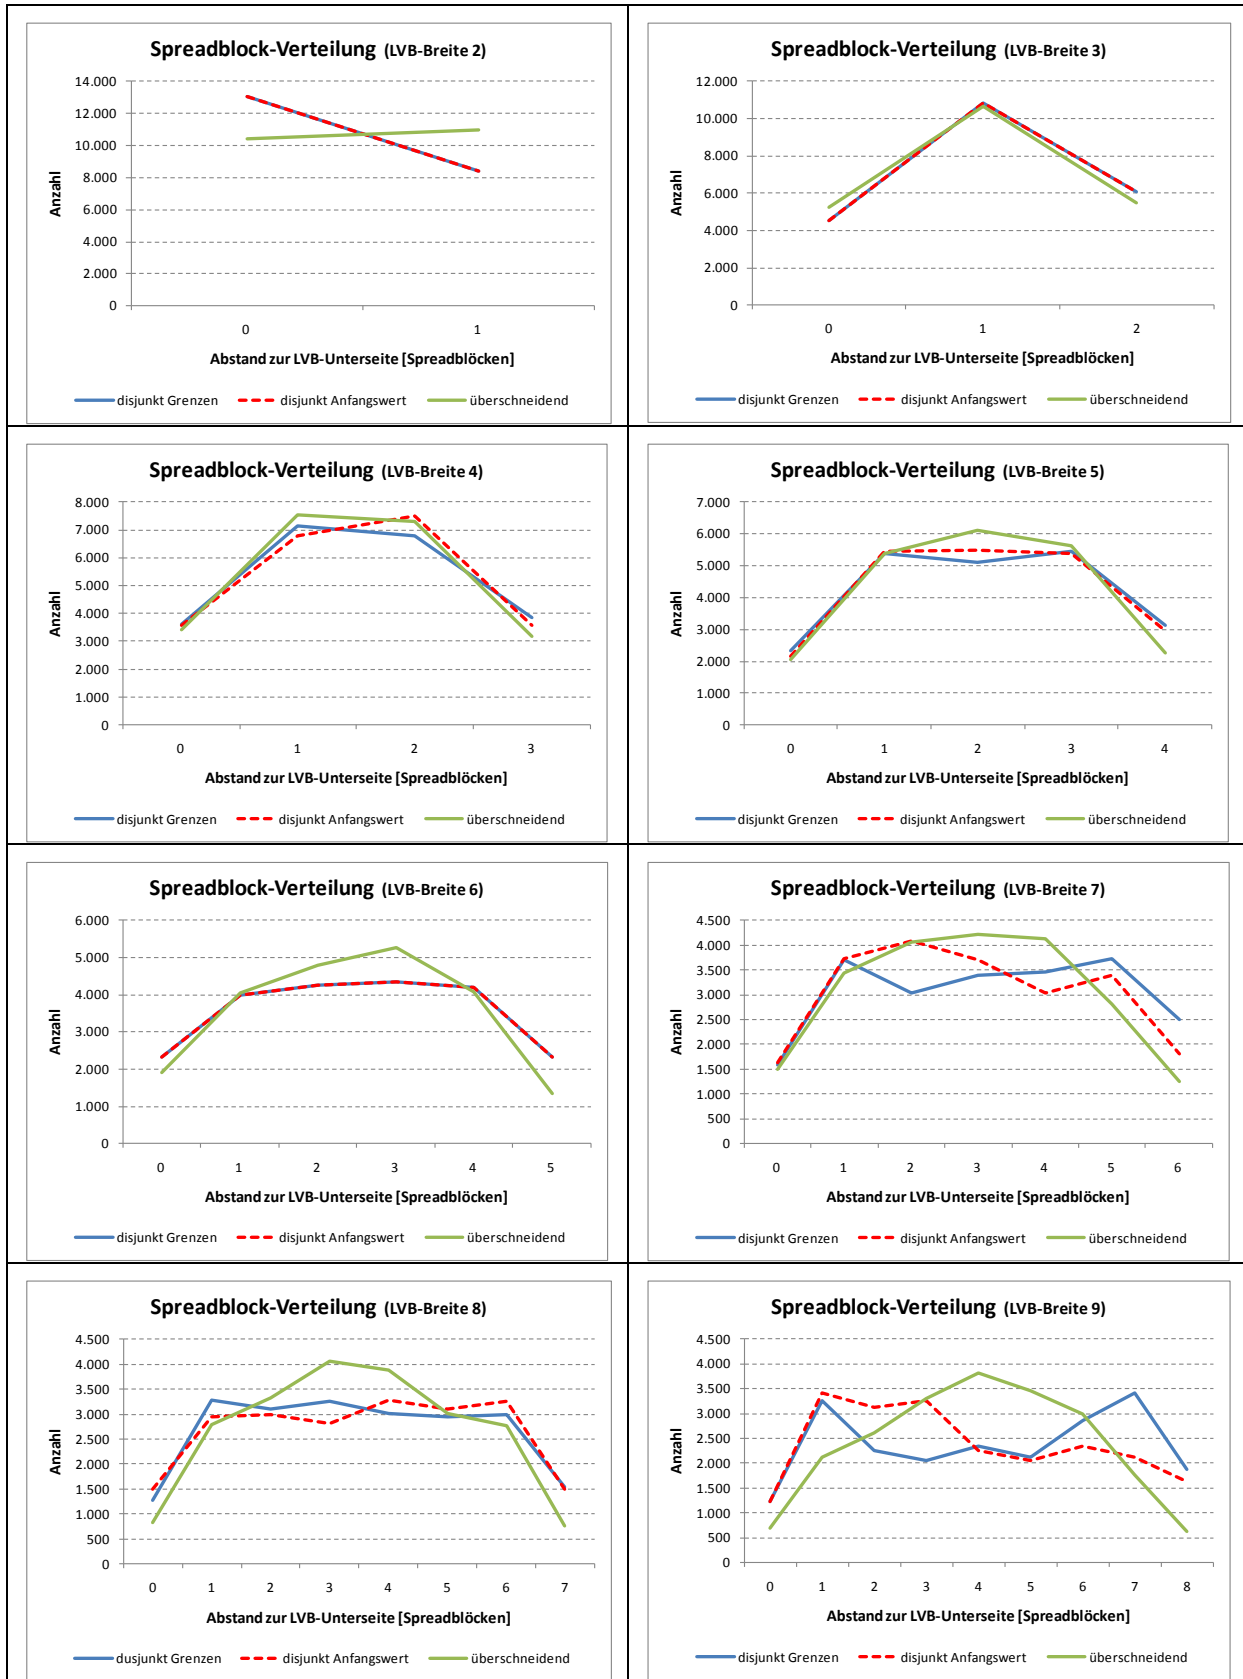 Spreadblock-Verteilung (LVB-Breite 2)
14.000
12.000
10.000
8.000
6.000
4.000
2.000
0
Anzahl
0 1
Abstand zur LVB-Unterseite [Spreadblöcken]
disjunkt Grenzen disjunkt Anfangswert überschneidend
Spreadblock-Verteilung (LVB-Breite 3)
12.000
10.000
8.000
6.000
4.000
2.000
0
Anzahl
0 1 2
Abstand zur LVB-Unterseite [Spreadblöcken]
disjunkt Grenzen disjunkt Anfangswert überschneidend
Spreadblock-Verteilung (LVB-Breite 4)
8.000
7.000
6.000
5.000
4.000
3.000
2.000
1.000
0
Anzahl
0 1 2 3
Abstand zur LVB-Unterseite [Spreadblöcken]
disjunkt Grenzen disjunkt Anfangswert überschneidend
Spreadblock-Verteilung (LVB-Breite 5)
7.000
6.000
5.000
4.000
3.000
2.000
1.000
0
Anzahl
0 1 2 3 4
Abstand zur LVB-Unterseite [Spreadblöcken]
disjunkt Grenzen disjunkt Anfangswert überschneidend
Spreadblock-Verteilung (LVB-Breite 6)
6.000
5.000
4.000
3.000
2.000
1.000
0
Anzahl
0 1 2 3 4 5
Abstand zur LVB-Unterseite [Spreadblöcken]
disjunkt Grenzen disjunkt Anfangswert überschneidend
Spreadblock-Verteilung (LVB-Breite 7)
4.500
4.000
3.500
3.000
2.500
2.000
1.500
1.000
500
0
Anzahl
0 1 2 3 4 5 6
Abstand zur LVB-Unterseite [Spreadblöcken]
disjunkt Grenzen disjunkt Anfangswert überschneidend
Spreadblock-Verteilung (LVB-Breite 8)
4.500
4.000
3.500
3.000
2.500
2.000
1.500
1.000
500
0
Anzahl
0 1 2 3 4 5 6 7
Abstand zur LVB-Unterseite [Spreadblöcken]
dusjunkt Grenzen disjunkt Anfangswert überschneidend
Spreadblock-Verteilung (LVB-Breite 9)
4.500
4.000
3.500
3.000
2.500
2.000
1.500
1.000
500
0
Anzahl
0 1 2 3 4 5 6 7 8
Abstand zur LVB-Unterseite [Spreadblöcken]
disjunkt Grenzen disjunkt Anfangswert überschneidend